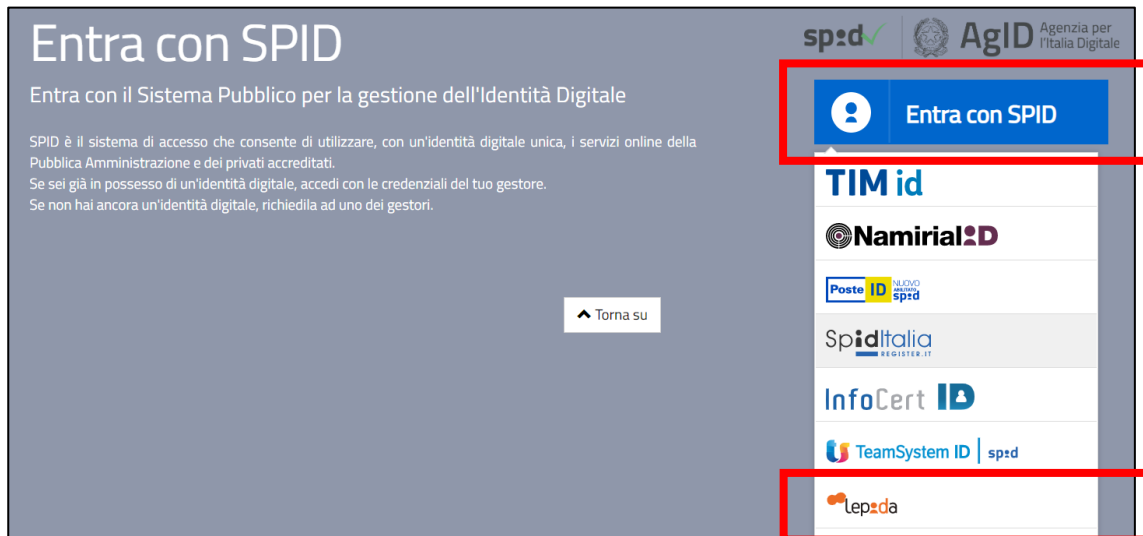 Entra con SPID
Entra con il Sistema Pubblico per la gestione dell'Identità Digitale
SPID è il sistema di accesso che consente di utilizzare, con un'identità digitale unica, i servizi online della
Pubblica Amministrazione e dei privati accreditati.
Se sei già in possesso di un'identità digitale, accedi con le credenziali del tuo gestore.
Se non hai ancora un'identità digitale, richiedila ad uno dei gestori.
Torna su
spid
AgID Agenzia per
l'Italia Digitale
Entra con SPID
TIM id
Namirial ID
Poste ID NUOVO
ABILITATO
spid
SpidItalia
REGISTER.IT
InfoCert ID
TeamSystem ID | spid
Lepida